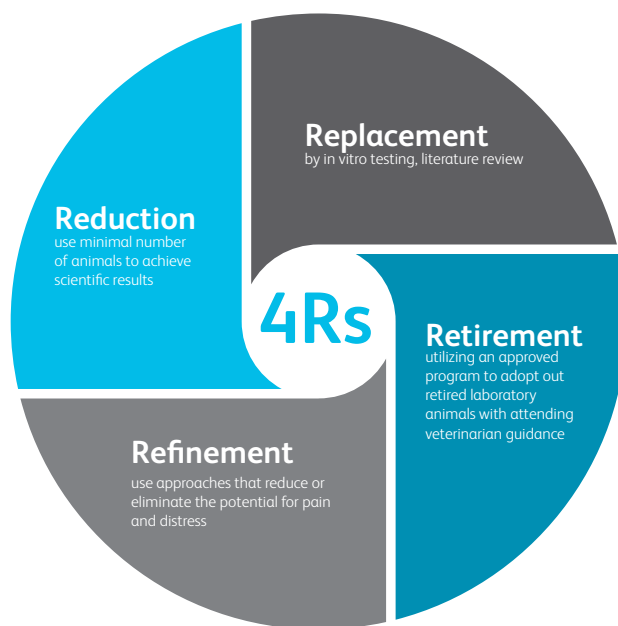 Replacement
by in vitro testing, literature review
Reduction
use minimal number
of animals to achieve
scientific results
4Rs
Retirement
utilizing an approved
program to adopt out
retired laboratory
animals with attending
veterinarian guidance
Refinement
use approaches that reduce or
eliminate the potential for pain
and distress